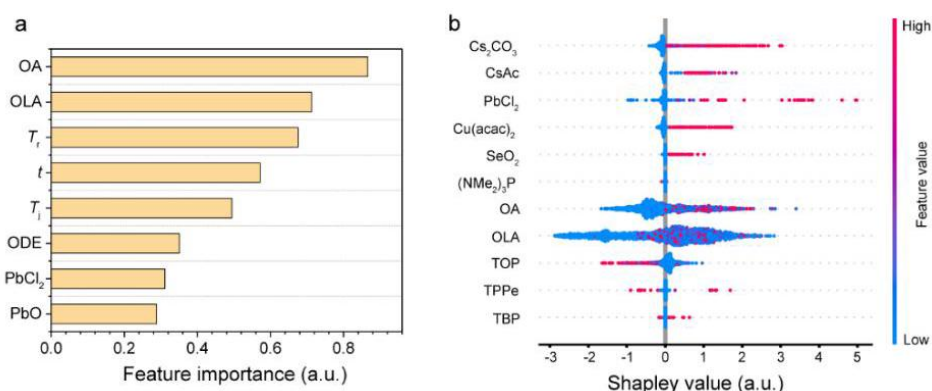 a
OA
OLA
Tr
t
Ti
ODE
PbCl2
PbO
0.0 0.2 0.4 0.6 0.8
Feature importance (a.u.)
b
Cs2CO3
CsAc
PbCl2
Cu(acac)2
SeO2
(NMe2)3P
OA
OLA
TOP
TPPe
TBP
-3 -2 -1 0 1 2 3 4 5
Shapley value (a.u.)
High
Feature value
Low